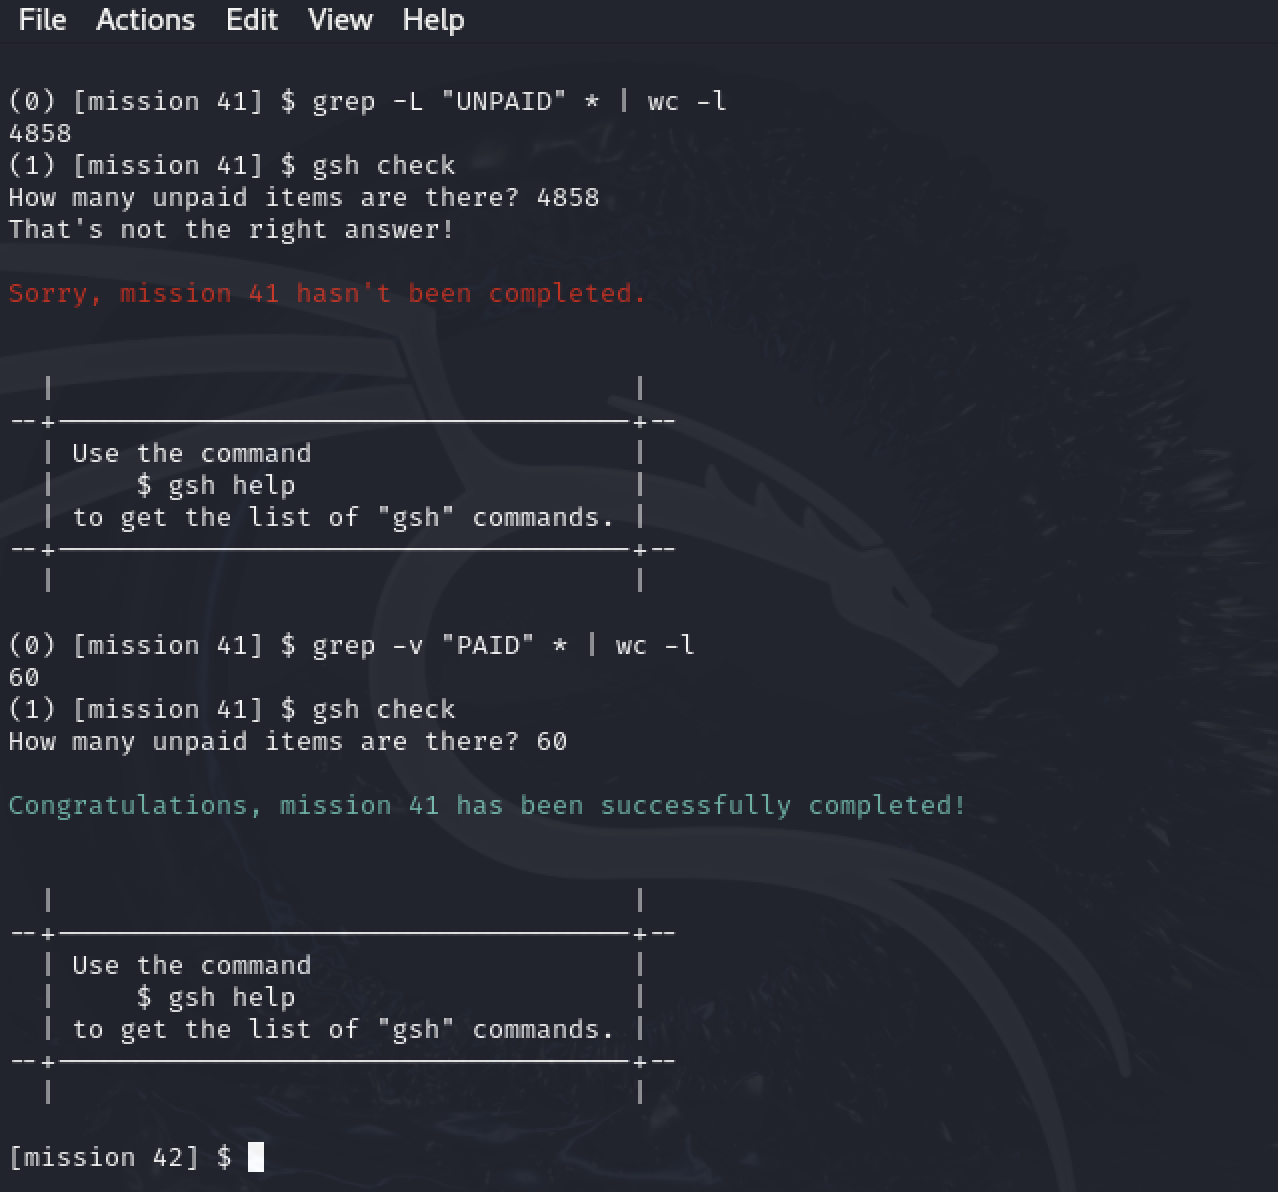 File Actions Edit View Help
(0) [mission 41] $ grep -L "UNPAID" * | wc -l
4858
(1) [mission 41] $ gsh check
How many unpaid items are there? 4858
That's not the right answer!
Sorry, mission 41 hasn't been completed.
Use the command
$ gsh help
to get the list of "gsh" commands.
(0) [mission 41] $ grep -v "PAID" * | wc -l
60
(1) [mission 41] $ gsh check
How many unpaid items are there? 60
Congratulations, mission 41 has been successfully completed!
Use the command
$ gsh help
to get the list of "gsh" commands.
[mission 42] $